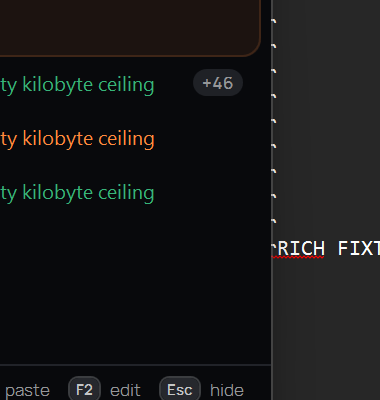 ty kilobyte ceiling +46
ty kilobyte ceiling
ty kilobyte ceiling
RICH FIXT
paste F2 edit Esc hide